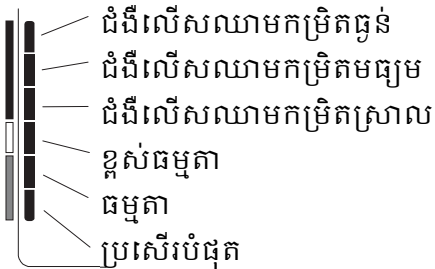 ជំងឺលើសឈាមកម្រិតធ្ងន់
ជំងឺលើសឈាមកម្រិតមធ្យម
ជំងឺលើសឈាមកម្រិតស្រាល
ខ្ពស់ធម្មតា
ធម្មតា
ប្រសើរបំផុត